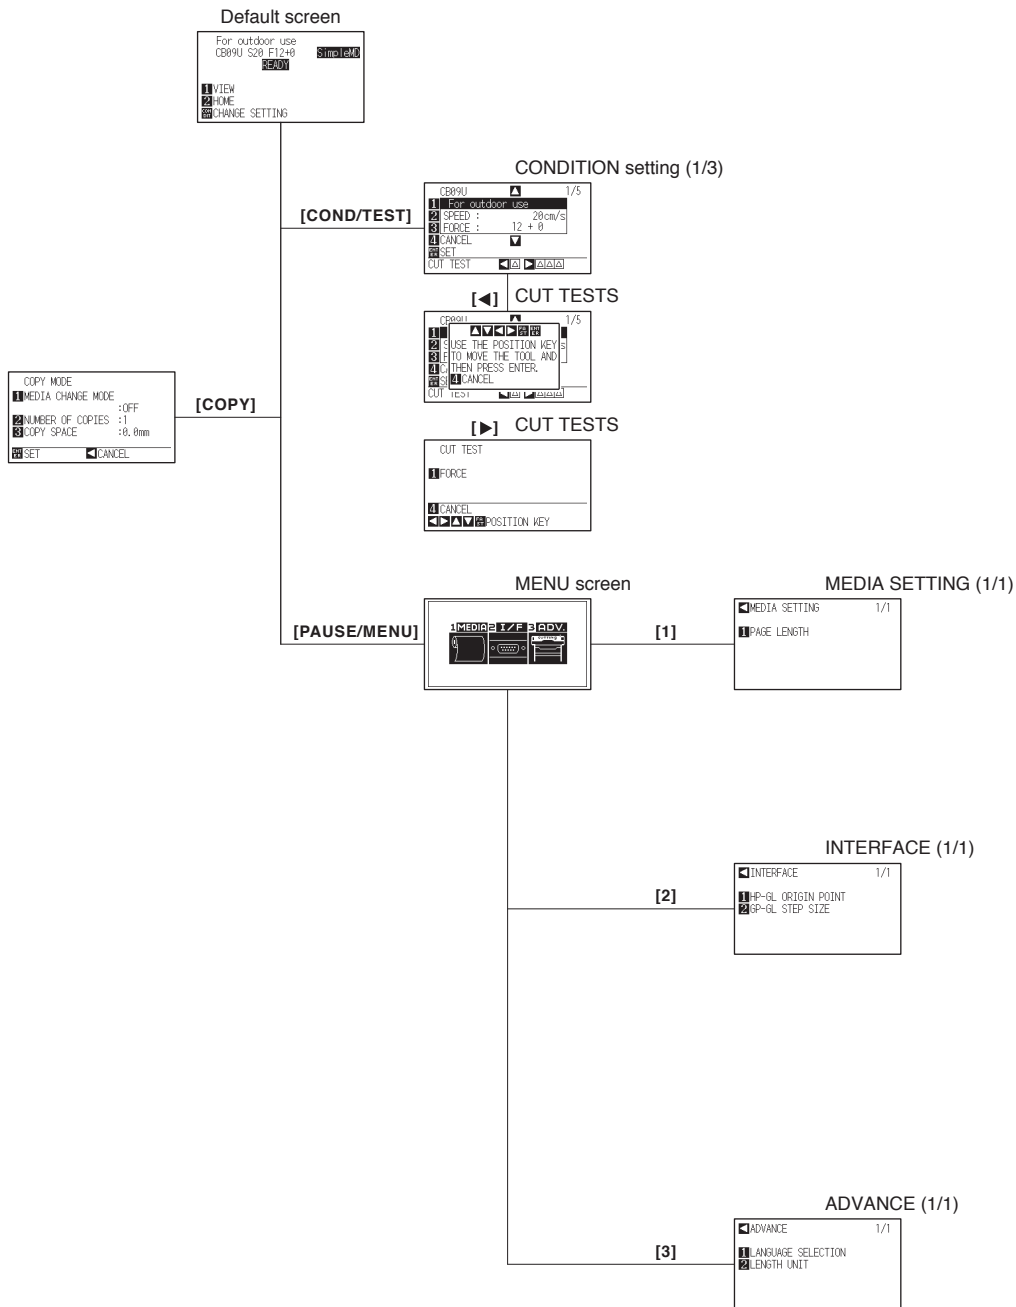 Default screen
For outdoor use
CB09U S20 F12+0 SimpleMD
READY
1 VIEW
2 HOME
CHANGE SETTING
CONDITION setting (1/3)
CB09U 1/5
1 For outdoor use
2 SPEED : 20cm/s
3 FORCE : 12 + 0
4 CANCEL
SET
CUT TEST
[COND/TEST]
[◀] CUT TESTS
CB09U 1/5
1
2 S USE THE POSITION KEY s
3 F TO MOVE THE TOOL AND
4 C THEN PRESS ENTER.
4 CANCEL
CUT TEST
[▶] CUT TESTS
CUT TEST
1 FORCE
4 CANCEL
POSITION KEY
COPY MODE
1 MEDIA CHANGE MODE
:OFF
2 NUMBER OF COPIES :1
3 COPY SPACE :0.0mm
SET CANCEL
[COPY]
MENU screen
[PAUSE/MENU]
1 MEDIA 2 I/F 3 ADV.
[1]
MEDIA SETTING (1/1)
MEDIA SETTING 1/1
1 PAGE LENGTH
INTERFACE (1/1)
[2]
INTERFACE 1/1
1 HP-GL ORIGIN POINT
2 GP-GL STEP SIZE
ADVANCE (1/1)
[3]
ADVANCE 1/1
1 LANGUAGE SELECTION
2 LENGTH UNIT